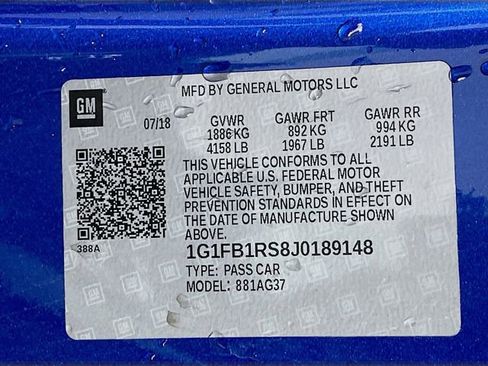 MFD BY GENERAL MOTORS LLC
GM
07/18
GVWR GAWR FRT GAWR RR
1886 KG 892 KG 994 KG
4158 LB 1967 LB 2191 LB
THIS VEHICLE CONFORMS TO ALL
APPLICABLE U.S. FEDERAL MOTOR
VEHICLE SAFETY, BUMPER, AND THEFT
PREVENTION STANDARDS IN EFFECT ON
THE DATE OF MANUFACTURE SHOWN
ABOVE.
388A
1G1FB1RS8J0189148
TYPE: PASS CAR
MODEL: 881AG37